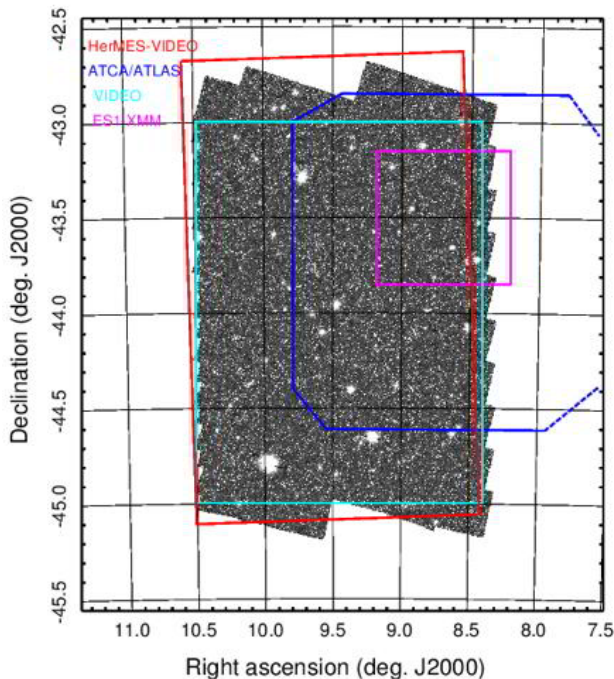 -42.5
HerMES-VIDEO
ATCA/ATLAS
VIDEO
ES1-XMM
-43.0
-43.5
-44.0
-44.5
-45.0
-45.5
Declination (deg. J2000)
11.0 10.5 10.0 9.5 9.0 8.5 8.0 7.5
Right ascension (deg. J2000)